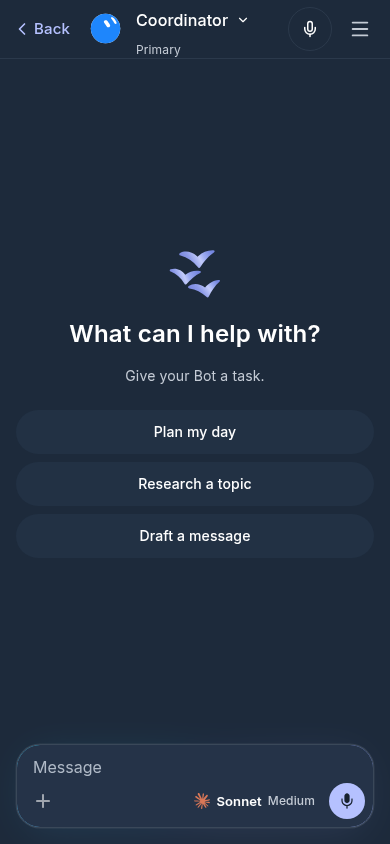 Back
Coordinator
Primary
What can I help with?
Give your Bot a task.
Plan my day
Research a topic
Draft a message
Message
Sonnet Medium